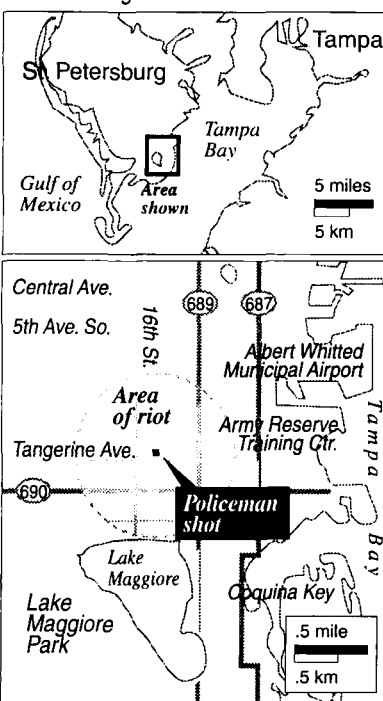 Tampa
St. Petersburg
Tampa
Bay
Gulf of
Mexico
Area
shown
5 miles
5 km
Central Ave.
689
687
5th Ave. So.
16th St.
Albert Whitted
Municipal Airport
Area
of riot
Army Reserve
Training Ctr.
Tangerine Ave.
Tampa Bay
690
Policeman
shot
Lake
Maggiore
Coquina Key
Lake
Maggiore
Park
.5 mile
.5 km